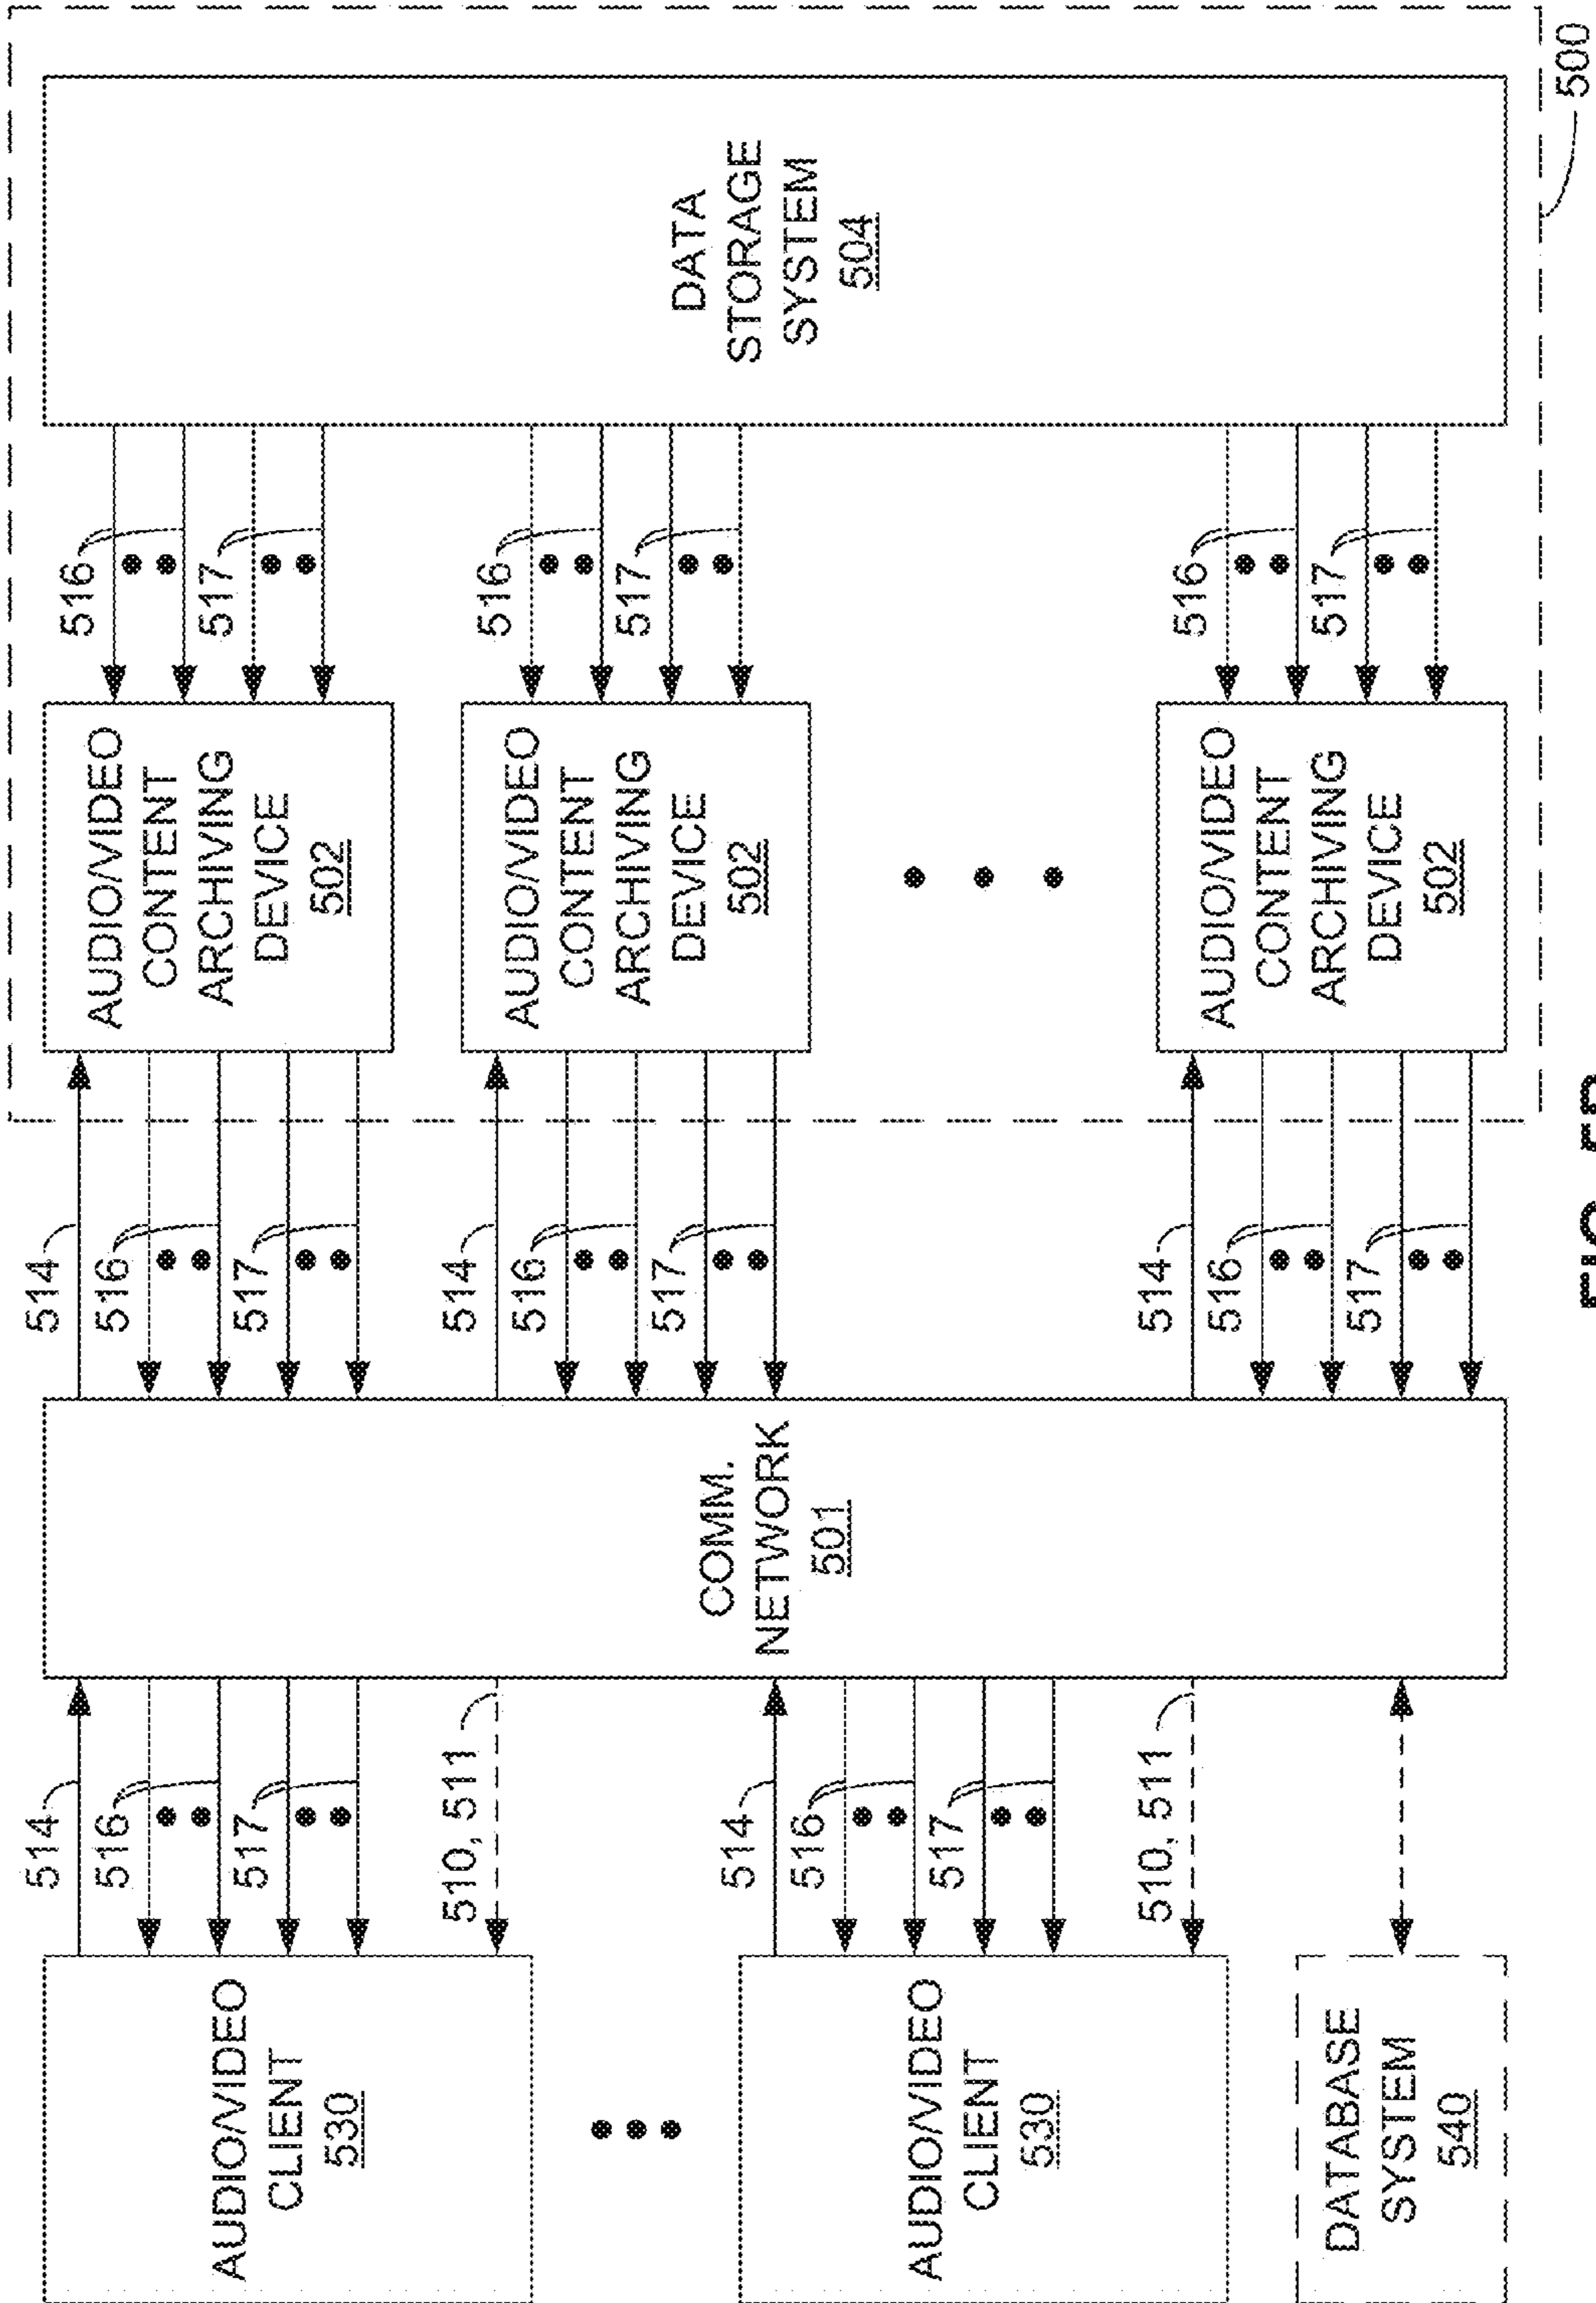 AUDIO/VIDEO
CLIENT
530
AUDIO/VIDEO
CLIENT
530
DATABASE
SYSTEM
540
514
516
517
510, 511
514
516
517
510, 511
COMM.
NETWORK
501
514
516
517
514
516
517
514
516
517
AUDIO/VIDEO
CONTENT
ARCHIVING
DEVICE
502
AUDIO/VIDEO
CONTENT
ARCHIVING
DEVICE
502
AUDIO/VIDEO
CONTENT
ARCHIVING
DEVICE
502
516
517
516
517
516
517
DATA
STORAGE
SYSTEM
504
500